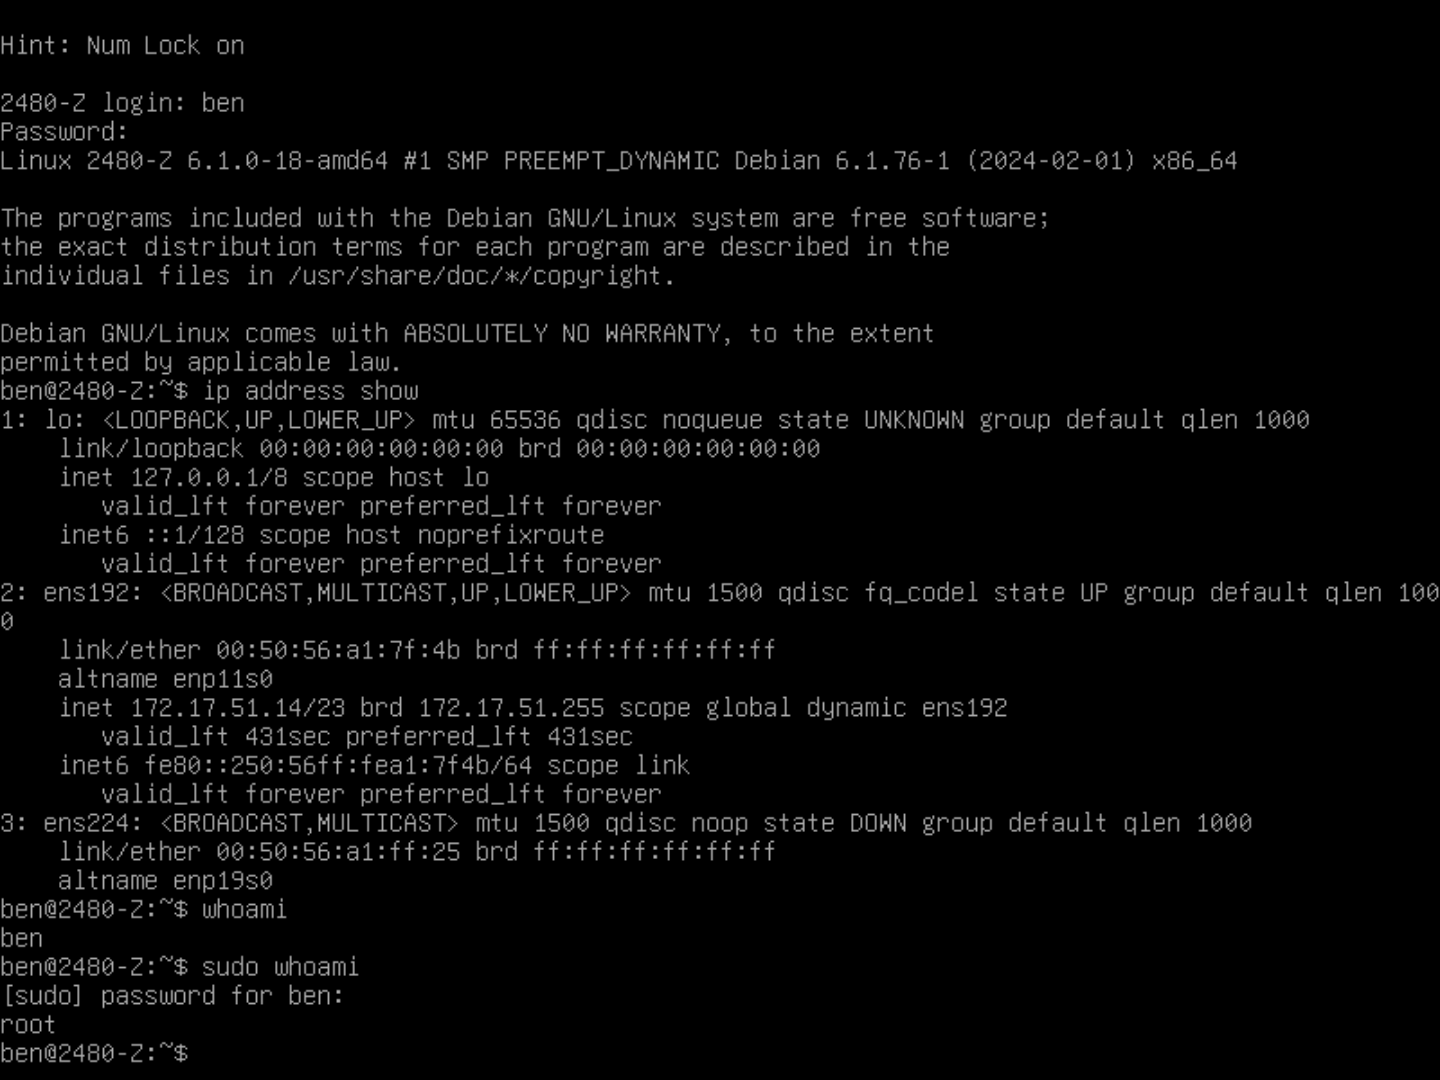 Hint: Num Lock on
2480-Z login: ben
Password:
Linux 2480-Z 6.1.0-18-amd64 #1 SMP PREEMPT_DYNAMIC Debian 6.1.76-1 (2024-02-01) x86_64
The programs included with the Debian GNU/Linux system are free software;
the exact distribution terms for each program are described in the
individual files in /usr/share/doc/*/copyright.
Debian GNU/Linux comes with ABSOLUTELY NO WARRANTY, to the extent
permitted by applicable law.
ben@2480-Z:~$ ip address show
1: lo: <LOOPBACK,UP,LOWER_UP> mtu 65536 qdisc noqueue state UNKNOWN group default qlen 1000
    link/loopback 00:00:00:00:00:00 brd 00:00:00:00:00:00
    inet 127.0.0.1/8 scope host lo
       valid_lft forever preferred_lft forever
    inet6 ::1/128 scope host noprefixroute
       valid_lft forever preferred_lft forever
2: ens192: <BROADCAST,MULTICAST,UP,LOWER_UP> mtu 1500 qdisc fq_codel state UP group default qlen 100
0
    link/ether 00:50:56:a1:7f:4b brd ff:ff:ff:ff:ff:ff
    altname enp11s0
    inet 172.17.51.14/23 brd 172.17.51.255 scope global dynamic ens192
       valid_lft 431sec preferred_lft 431sec
    inet6 fe80::250:56ff:fea1:7f4b/64 scope link
       valid_lft forever preferred_lft forever
3: ens224: <BROADCAST,MULTICAST> mtu 1500 qdisc noop state DOWN group default qlen 1000
    link/ether 00:50:56:a1:ff:25 brd ff:ff:ff:ff:ff:ff
    altname enp19s0
ben@2480-Z:~$ whoami
ben
ben@2480-Z:~$ sudo whoami
[sudo] password for ben:
root
ben@2480-Z:~$